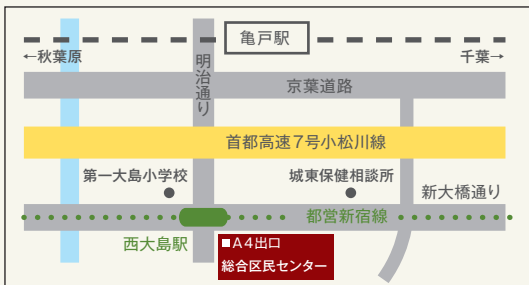 亀戸駅
←秋葉原
千葉→
明治通り
京葉道路
首都高速7号小松川線
第一大島小学校
城東保健相談所
新大橋通り
都営新宿線
西大島駅
■A4出口
総合区民センター